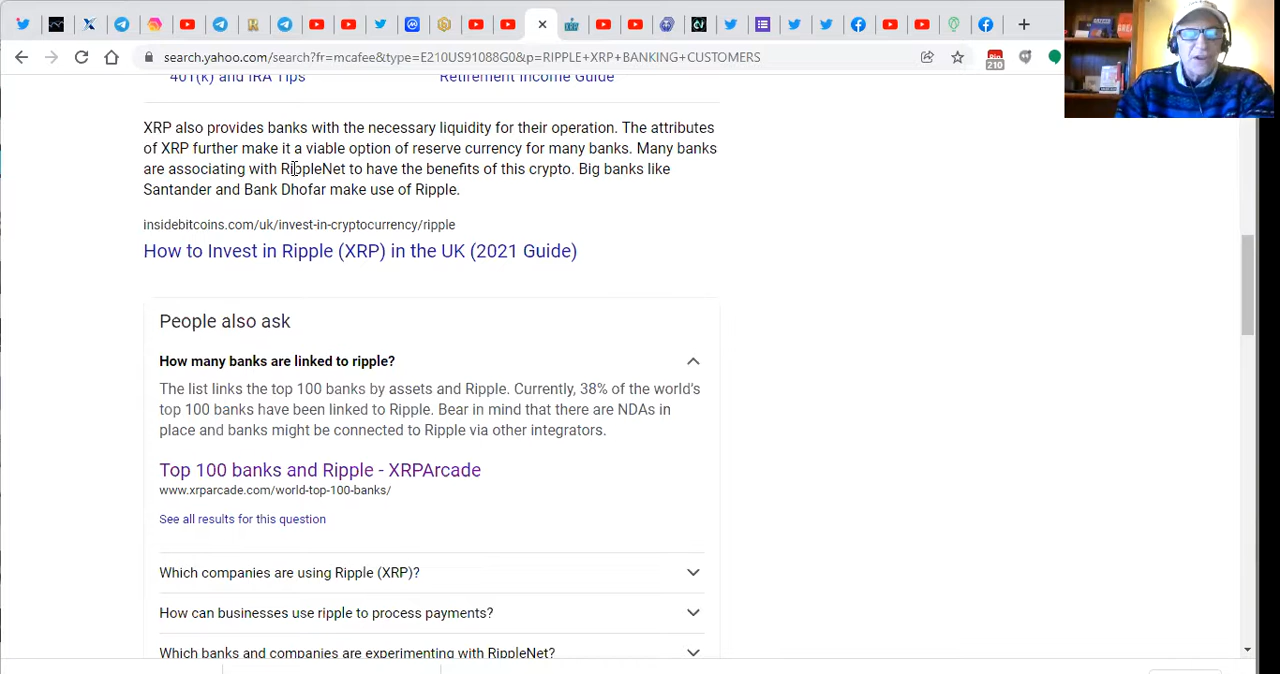 search.yahoo.com/search?fr=mcafee&type=E210US91088G0&p=RIPPLE+XRP+BANKING+CUSTOMERS
210
401(k) and IRA Tips
Retirement Income Guide
XRP also provides banks with the necessary liquidity for their operation. The attributes
of XRP further make it a viable option of reserve currency for many banks. Many banks
are associating with RippleNet to have the benefits of this crypto. Big banks like
Santander and Bank Dhofar make use of Ripple.
insidebitcoins.com/uk/invest-in-cryptocurrency/ripple
How to Invest in Ripple (XRP) in the UK (2021 Guide)
People also ask
How many banks are linked to ripple?
The list links the top 100 banks by assets and Ripple. Currently, 38% of the world's
top 100 banks have been linked to Ripple. Bear in mind that there are NDAs in
place and banks might be connected to Ripple via other integrators.
Top 100 banks and Ripple - XRPArcade
www.xrparcade.com/world-top-100-banks/
See all results for this question
Which companies are using Ripple (XRP)?
How can businesses use ripple to process payments?
Which banks and companies are experimenting with RippleNet?